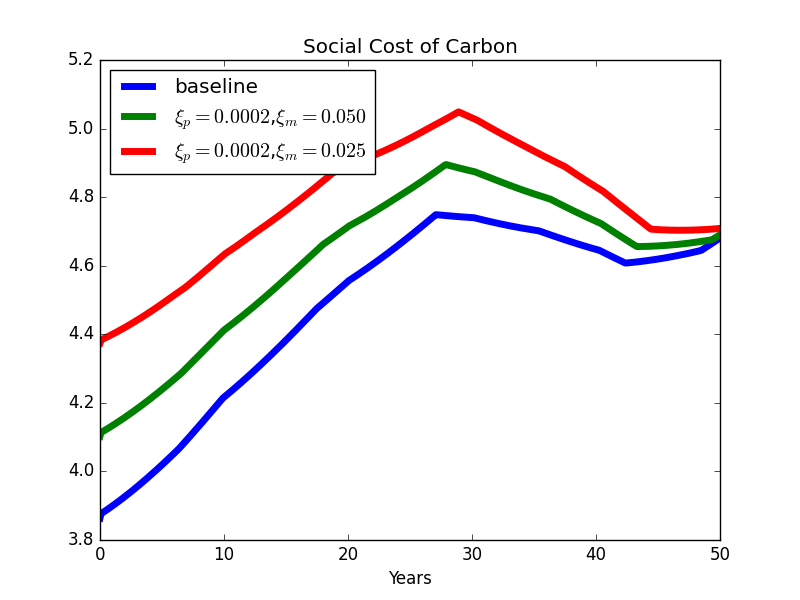 Social Cost of Carbon
5.2
5.0
4.8
4.6
4.4
4.2
4.0
3.8
baseline
ξp = 0.0002,ξm = 0.050
ξp = 0.0002,ξm = 0.025
0 10 20 30 40 50
Years